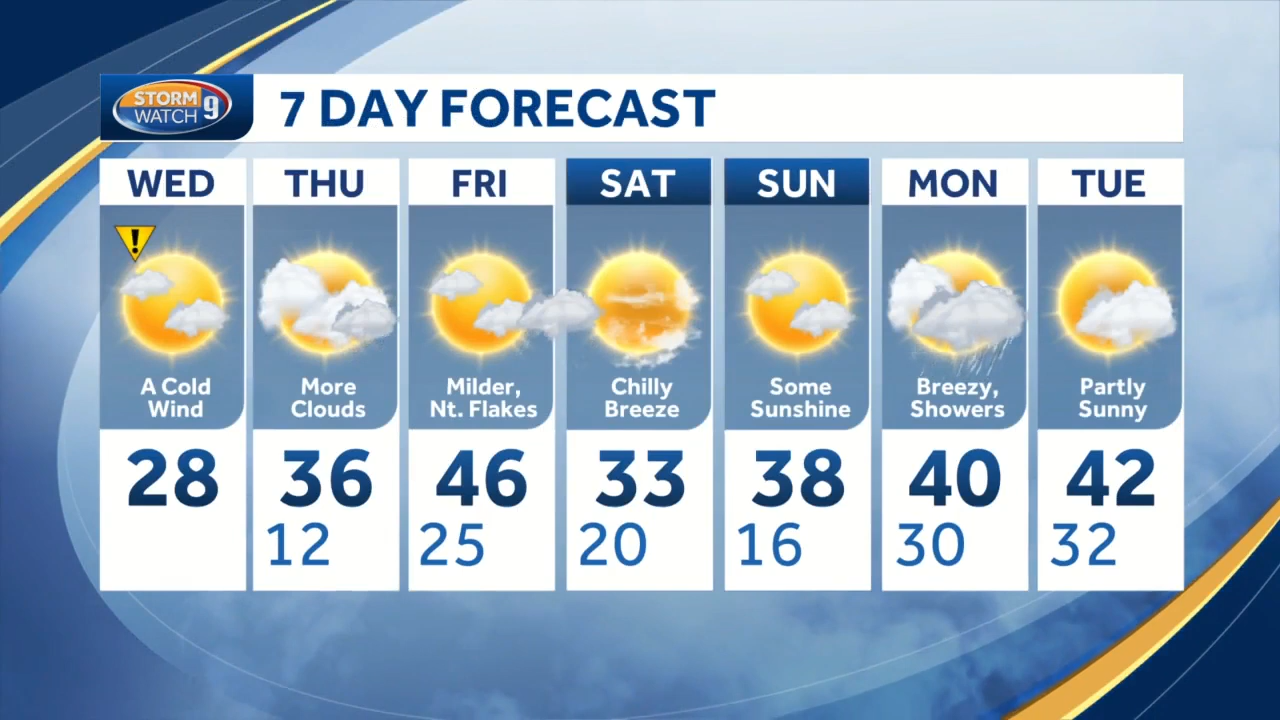 STORM
WATCH 9
7 DAY FORECAST
WED
THU
FRI
SAT
SUN
MON
TUE
!
A Cold
Wind
More
Clouds
Milder,
Nt. Flakes
Chilly
Breeze
Some
Sunshine
Breezy,
Showers
Partly
Sunny
28
36
46
33
38
40
42
12
25
20
16
30
32